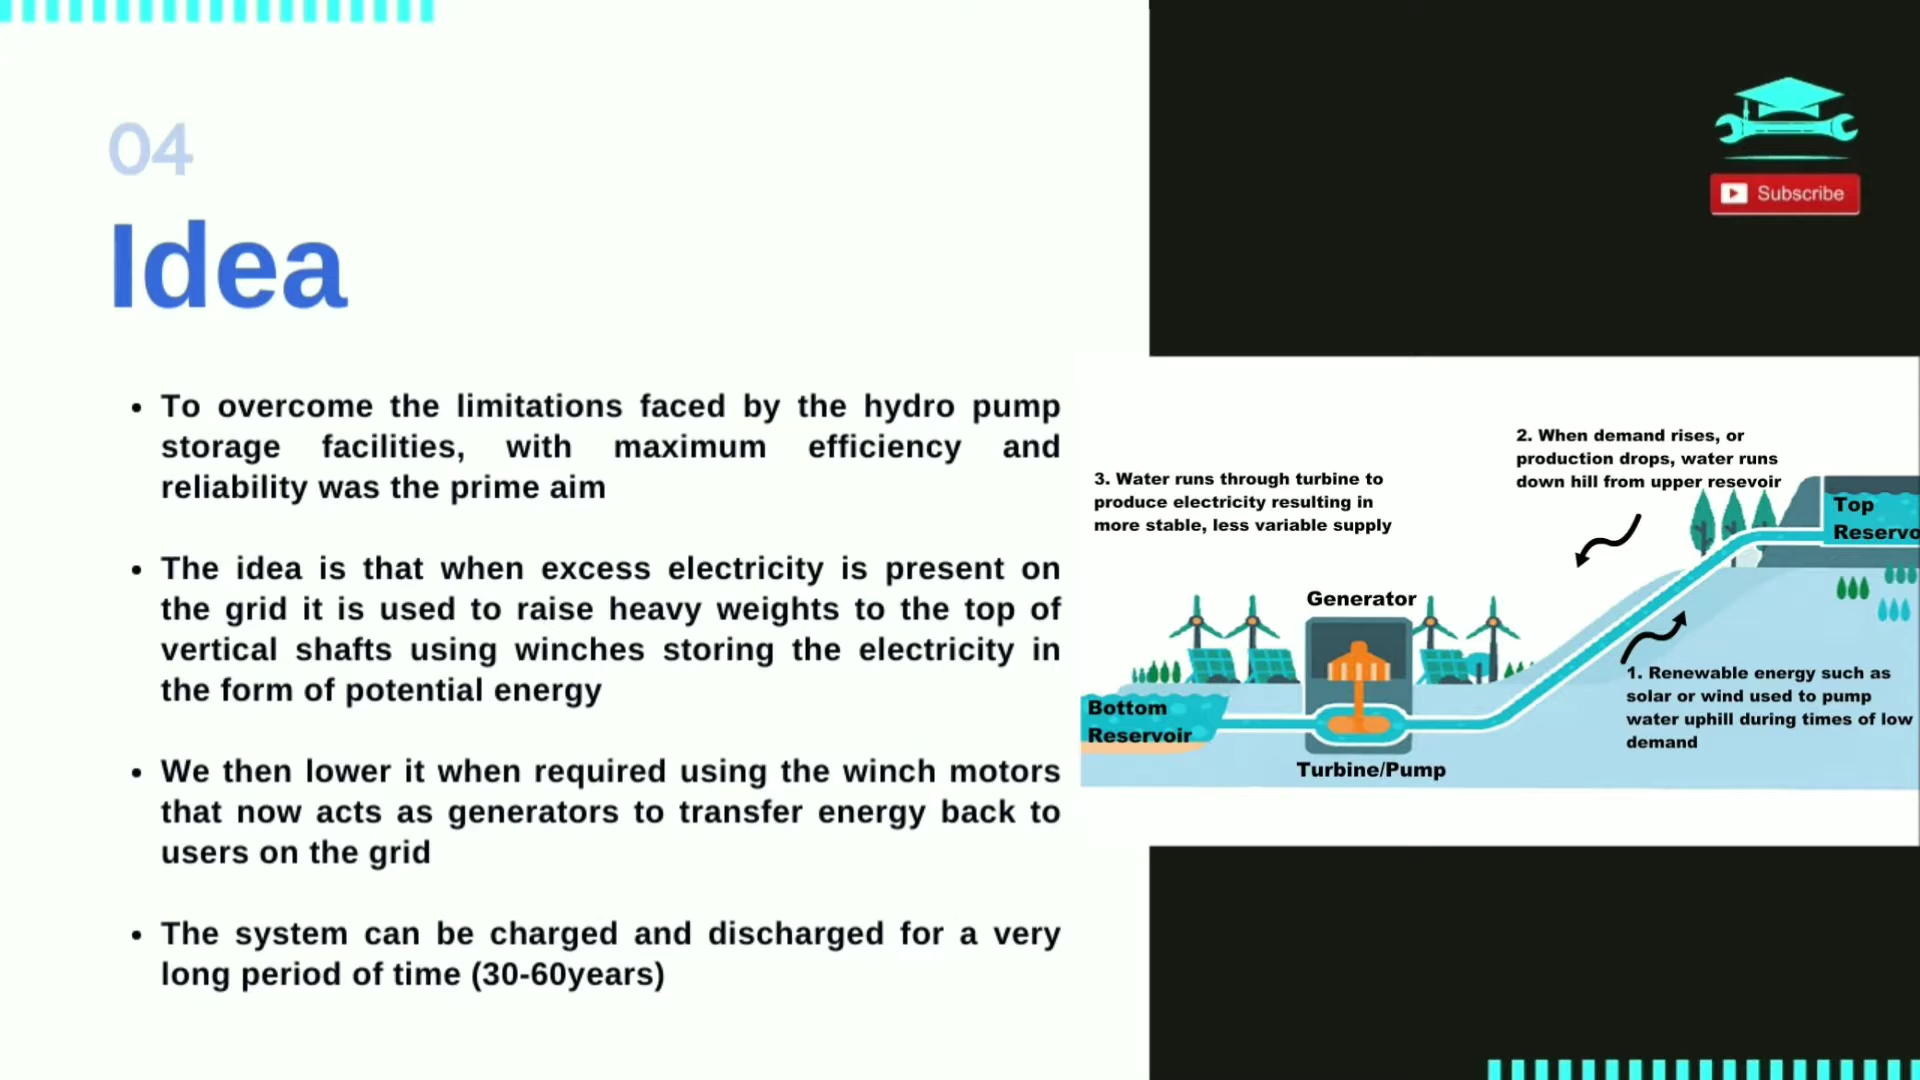 04
Idea
To overcome the limitations faced by the hydro pump
storage facilities, with maximum efficiency and
reliability was the prime aim
The idea is that when excess electricity is present on
the grid it is used to raise heavy weights to the top of
vertical shafts using winches storing the electricity in
the form of potential energy
We then lower it when required using the winch motors
that now acts as generators to transfer energy back to
users on the grid
The system can be charged and discharged for a very
long period of time (30-60years)
Subscribe
2. When demand rises, or
production drops, water runs
down hill from upper resevoir
3. Water runs through turbine to
produce electricity resulting in
more stable, less variable supply
Top
Reservo
Generator
1. Renewable energy such as
solar or wind used to pump
water uphill during times of low
demand
Bottom
Reservoir
Turbine/Pump